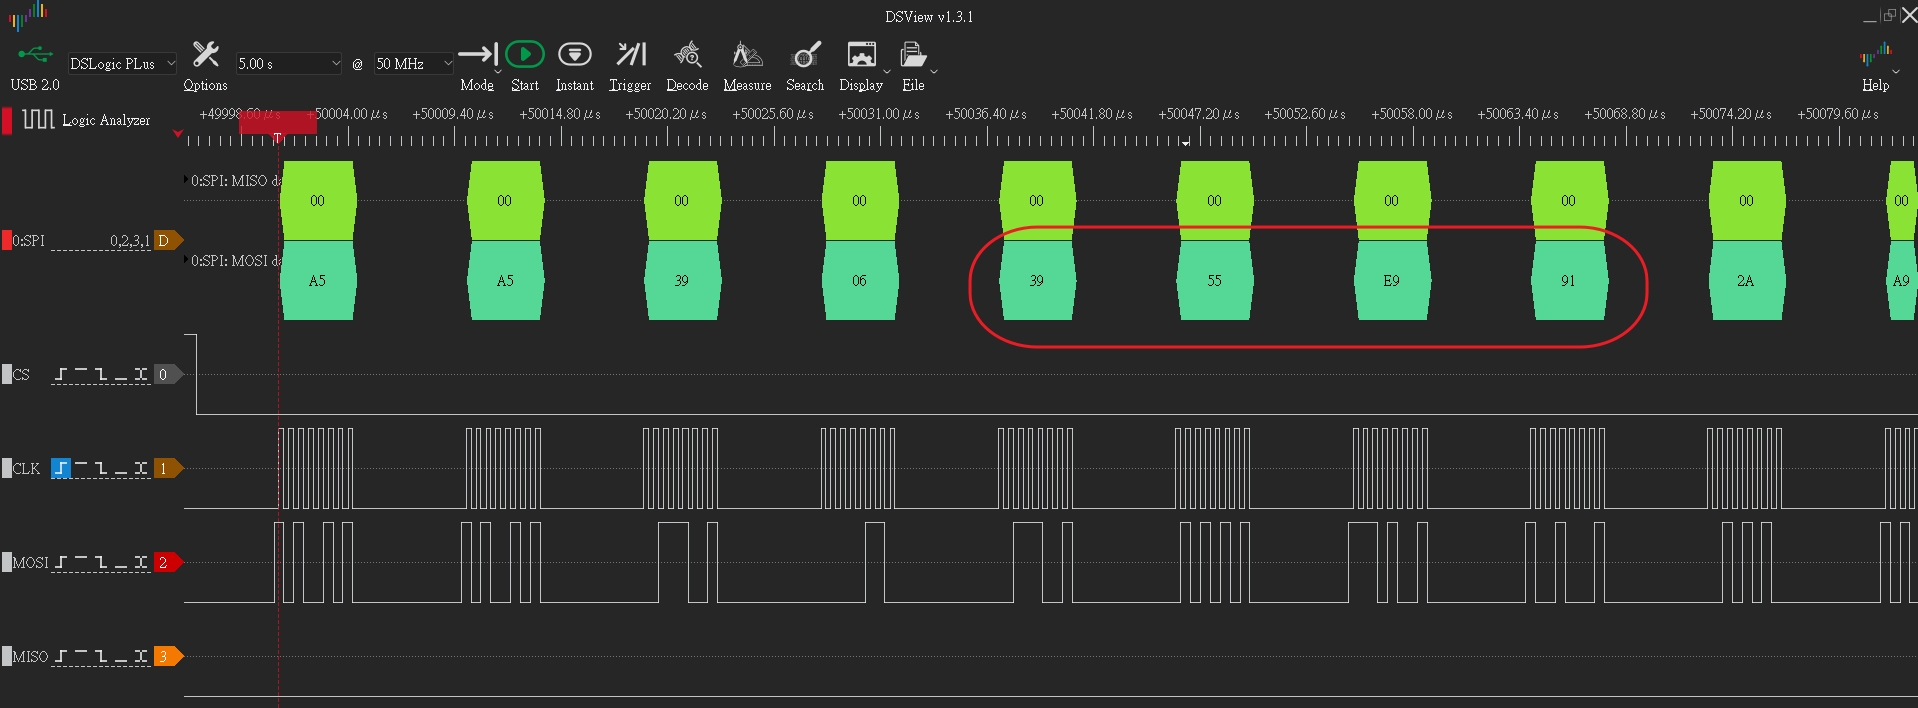 DSView v1.3.1
DSLogic PLus 5.00 s @ 50 MHz
USB 2.0 Options Mode Start Instant Trigger Decode Measure Search Display File Help
Logic Analyzer
+49998.60 μs +50004.00 μs +50009.40 μs +50014.80 μs +50020.20 μs +50025.60 μs +50031.00 μs +50036.40 μs +50041.80 μs +50047.20 μs +50052.60 μs +50058.00 μs +50063.40 μs +50068.80 μs +50074.20 μs +50079.60 μs
T
0:SPI: MISO da
00 00 00 00 00 00 00 00 00 00
0:SPI 0,2,3,1 D
0:SPI: MOSI da
A5 A5 39 06 39 55 E9 91 2A A9
CS 0
CLK 1
MOSI 2
MISO 3